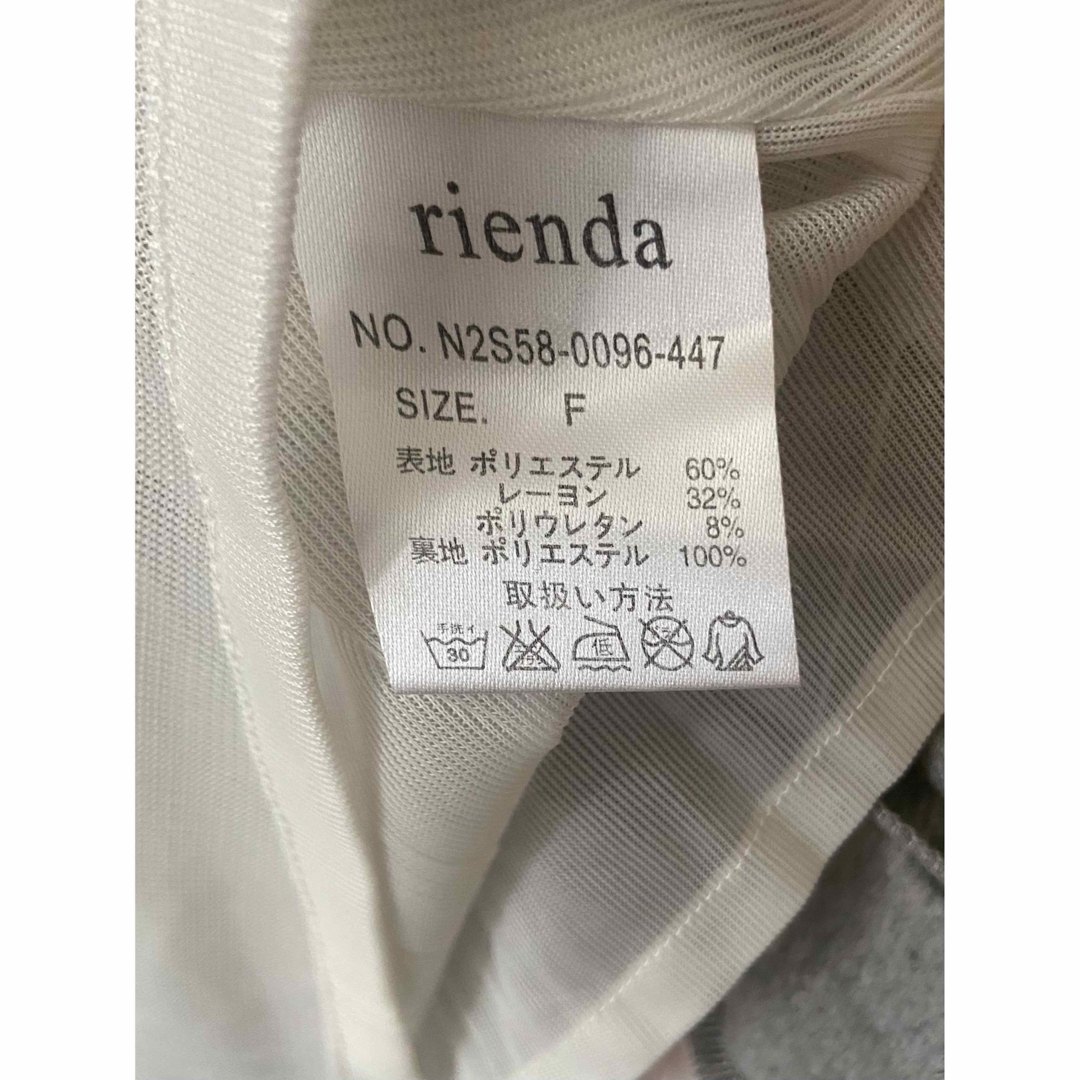 rienda
NO. N2S58-0096-447
SIZE. F
表地 ポリエステル 60%
レーヨン 32%
ポリウレタン 8%
裏地 ポリエステル 100%
取扱い方法
手洗イ 30 低